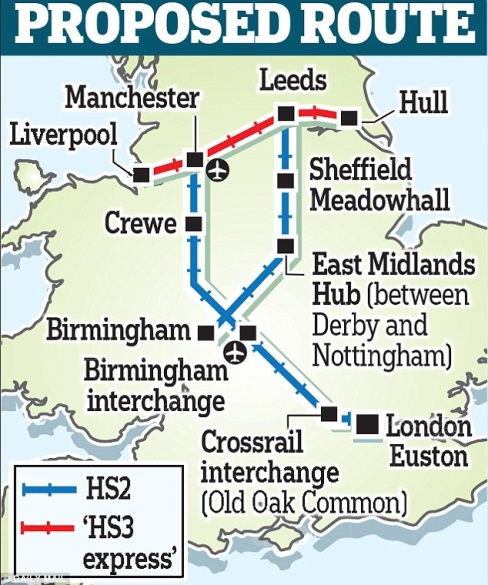 PROPOSED ROUTE
Leeds
Manchester
Hull
Liverpool
Sheffield
Meadowhall
Crewe
East Midlands
Hub (between
Derby and
Nottingham)
Birmingham
Birmingham
interchange
London
Euston
Crossrail
interchange
(Old Oak Common)
HS2
‘HS3
express’